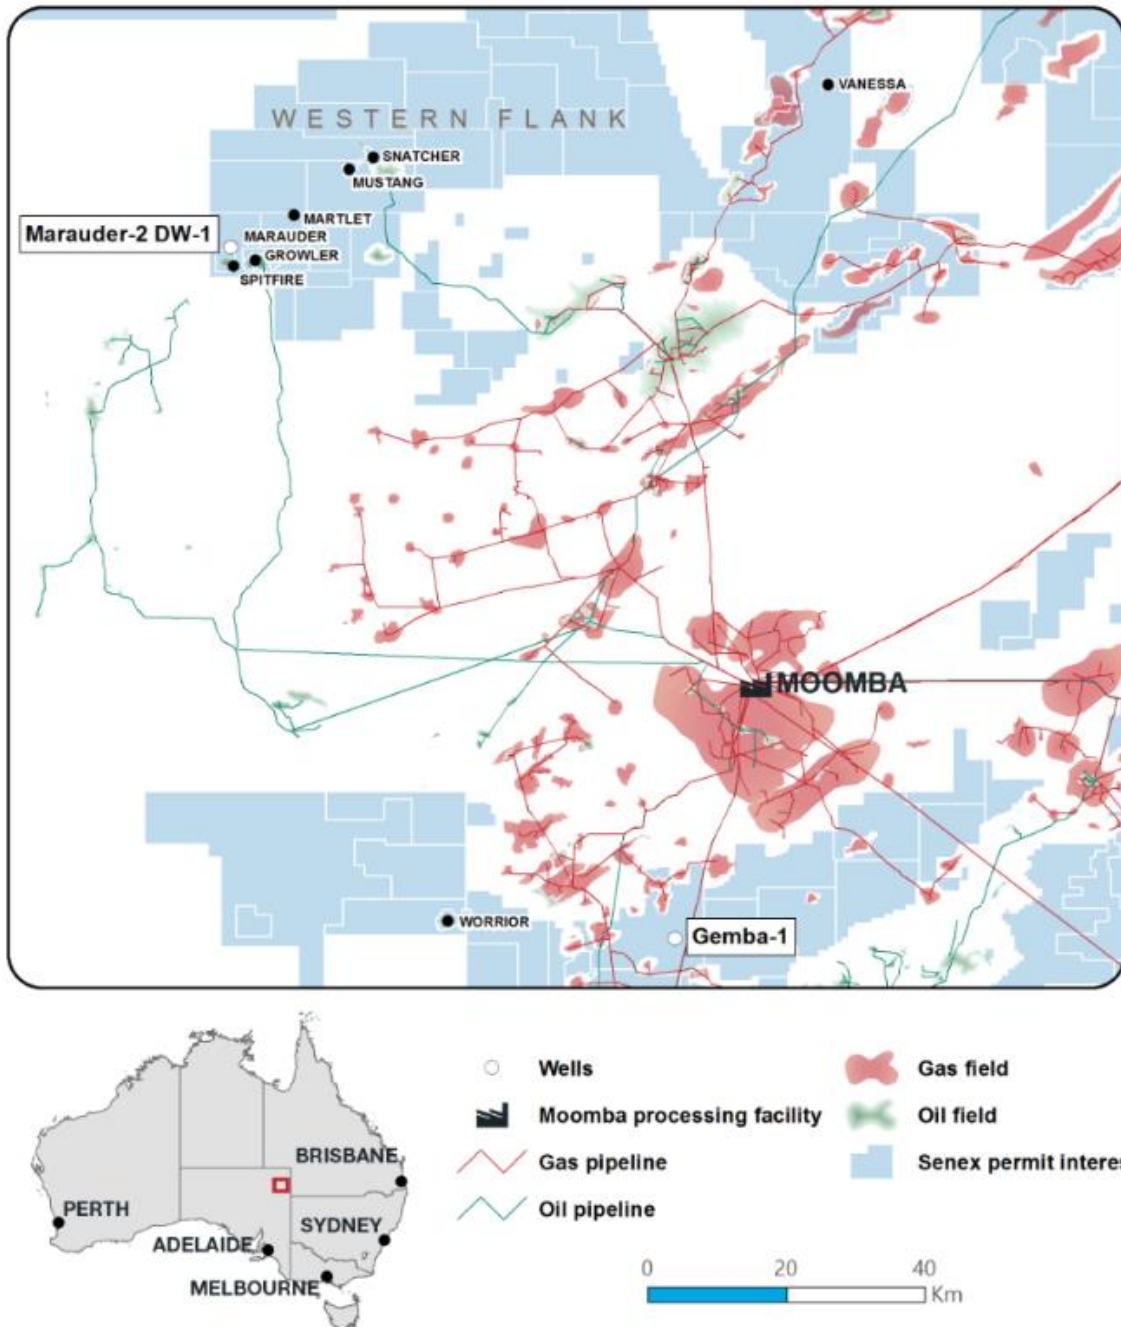 VANESSA
WESTERN FLANK
SNATCHER
MUSTANG
MARTLET
Marauder-2 DW-1
MARAUDER
GROWLER
SPITFIRE
MOOMBA
WORRIOR
Gemba-1
Wells
Gas field
Moomba processing facility
Oil field
Gas pipeline
Senex permit interes
Oil pipeline
BRISBANE
PERTH
SYDNEY
ADELAIDE
MELBOURNE
0 20 40
Km